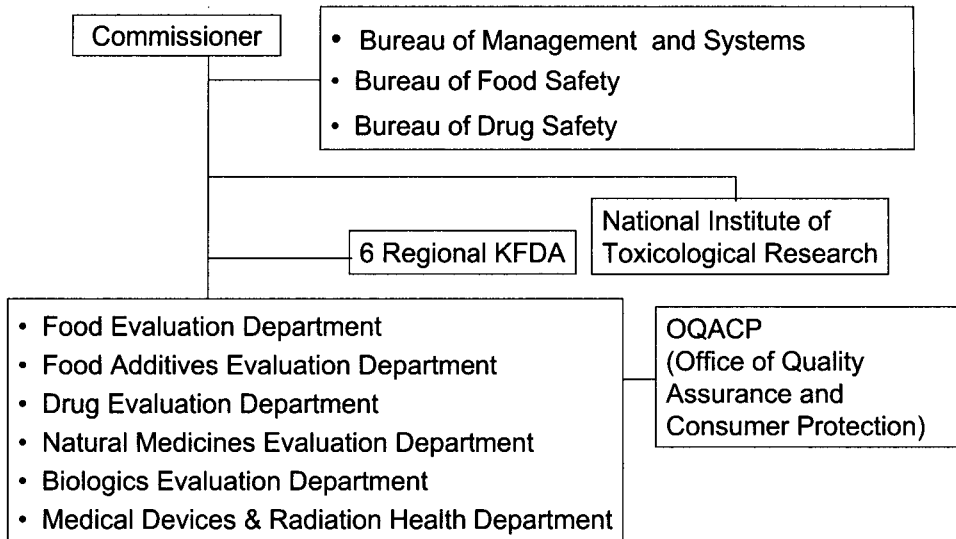 Commissioner
• Bureau of Management and Systems
• Bureau of Food Safety
• Bureau of Drug Safety
National Institute of
Toxicological Research
6 Regional KFDA
• Food Evaluation Department
• Food Additives Evaluation Department
• Drug Evaluation Department
• Natural Medicines Evaluation Department
• Biologics Evaluation Department
• Medical Devices & Radiation Health Department
OQACP
(Office of Quality
Assurance and
Consumer Protection)